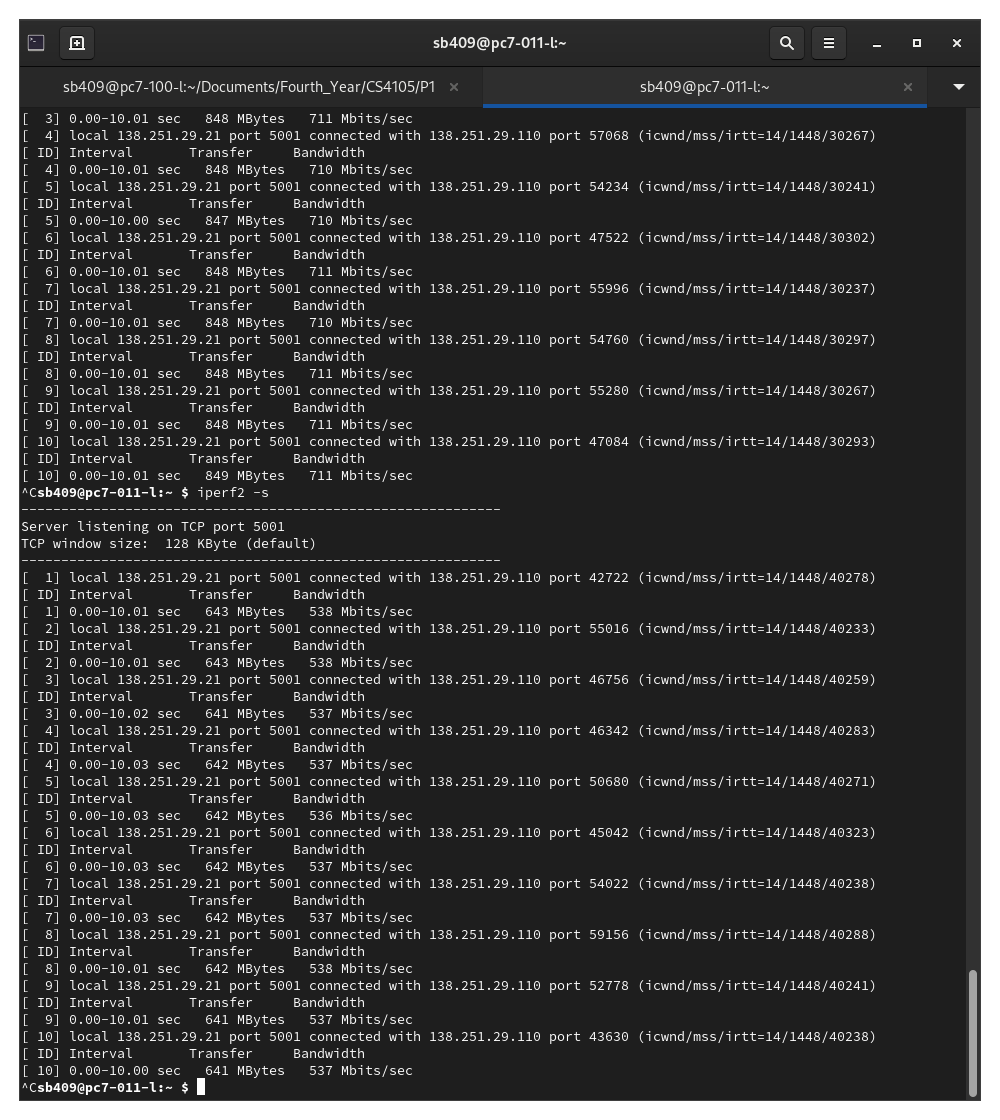 sb409@pc7-011-l:~
sb409@pc7-100-l:~/Documents/Fourth_Year/CS4105/P1 × sb409@pc7-011-l:~ ×
[  3] 0.00-10.01 sec   848 MBytes   711 Mbits/sec
[  4] local 138.251.29.21 port 5001 connected with 138.251.29.110 port 57068 (icwnd/mss/irtt=14/1448/30267)
[ ID] Interval       Transfer     Bandwidth
[  4] 0.00-10.01 sec   848 MBytes   710 Mbits/sec
[  5] local 138.251.29.21 port 5001 connected with 138.251.29.110 port 54234 (icwnd/mss/irtt=14/1448/30241)
[ ID] Interval       Transfer     Bandwidth
[  5] 0.00-10.00 sec   847 MBytes   710 Mbits/sec
[  6] local 138.251.29.21 port 5001 connected with 138.251.29.110 port 47522 (icwnd/mss/irtt=14/1448/30302)
[ ID] Interval       Transfer     Bandwidth
[  6] 0.00-10.01 sec   848 MBytes   711 Mbits/sec
[  7] local 138.251.29.21 port 5001 connected with 138.251.29.110 port 55996 (icwnd/mss/irtt=14/1448/30237)
[ ID] Interval       Transfer     Bandwidth
[  7] 0.00-10.01 sec   848 MBytes   710 Mbits/sec
[  8] local 138.251.29.21 port 5001 connected with 138.251.29.110 port 54760 (icwnd/mss/irtt=14/1448/30297)
[ ID] Interval       Transfer     Bandwidth
[  8] 0.00-10.01 sec   848 MBytes   711 Mbits/sec
[  9] local 138.251.29.21 port 5001 connected with 138.251.29.110 port 55280 (icwnd/mss/irtt=14/1448/30267)
[ ID] Interval       Transfer     Bandwidth
[  9] 0.00-10.01 sec   848 MBytes   711 Mbits/sec
[ 10] local 138.251.29.21 port 5001 connected with 138.251.29.110 port 47084 (icwnd/mss/irtt=14/1448/30293)
[ ID] Interval       Transfer     Bandwidth
[ 10] 0.00-10.01 sec   849 MBytes   711 Mbits/sec
^Csb409@pc7-011-l:~ $ iperf2 -s
------------------------------------------------------------
Server listening on TCP port 5001
TCP window size:  128 KByte (default)
------------------------------------------------------------
[  1] local 138.251.29.21 port 5001 connected with 138.251.29.110 port 42722 (icwnd/mss/irtt=14/1448/40278)
[ ID] Interval       Transfer     Bandwidth
[  1] 0.00-10.01 sec   643 MBytes   538 Mbits/sec
[  2] local 138.251.29.21 port 5001 connected with 138.251.29.110 port 55016 (icwnd/mss/irtt=14/1448/40233)
[ ID] Interval       Transfer     Bandwidth
[  2] 0.00-10.01 sec   643 MBytes   538 Mbits/sec
[  3] local 138.251.29.21 port 5001 connected with 138.251.29.110 port 46756 (icwnd/mss/irtt=14/1448/40259)
[ ID] Interval       Transfer     Bandwidth
[  3] 0.00-10.02 sec   641 MBytes   537 Mbits/sec
[  4] local 138.251.29.21 port 5001 connected with 138.251.29.110 port 46342 (icwnd/mss/irtt=14/1448/40283)
[ ID] Interval       Transfer     Bandwidth
[  4] 0.00-10.03 sec   642 MBytes   537 Mbits/sec
[  5] local 138.251.29.21 port 5001 connected with 138.251.29.110 port 50680 (icwnd/mss/irtt=14/1448/40271)
[ ID] Interval       Transfer     Bandwidth
[  5] 0.00-10.03 sec   642 MBytes   536 Mbits/sec
[  6] local 138.251.29.21 port 5001 connected with 138.251.29.110 port 45042 (icwnd/mss/irtt=14/1448/40323)
[ ID] Interval       Transfer     Bandwidth
[  6] 0.00-10.03 sec   642 MBytes   537 Mbits/sec
[  7] local 138.251.29.21 port 5001 connected with 138.251.29.110 port 54022 (icwnd/mss/irtt=14/1448/40238)
[ ID] Interval       Transfer     Bandwidth
[  7] 0.00-10.03 sec   642 MBytes   537 Mbits/sec
[  8] local 138.251.29.21 port 5001 connected with 138.251.29.110 port 59156 (icwnd/mss/irtt=14/1448/40288)
[ ID] Interval       Transfer     Bandwidth
[  8] 0.00-10.01 sec   642 MBytes   538 Mbits/sec
[  9] local 138.251.29.21 port 5001 connected with 138.251.29.110 port 52778 (icwnd/mss/irtt=14/1448/40241)
[ ID] Interval       Transfer     Bandwidth
[  9] 0.00-10.01 sec   641 MBytes   537 Mbits/sec
[ 10] local 138.251.29.21 port 5001 connected with 138.251.29.110 port 43630 (icwnd/mss/irtt=14/1448/40238)
[ ID] Interval       Transfer     Bandwidth
[ 10] 0.00-10.00 sec   641 MBytes   537 Mbits/sec
^Csb409@pc7-011-l:~ $